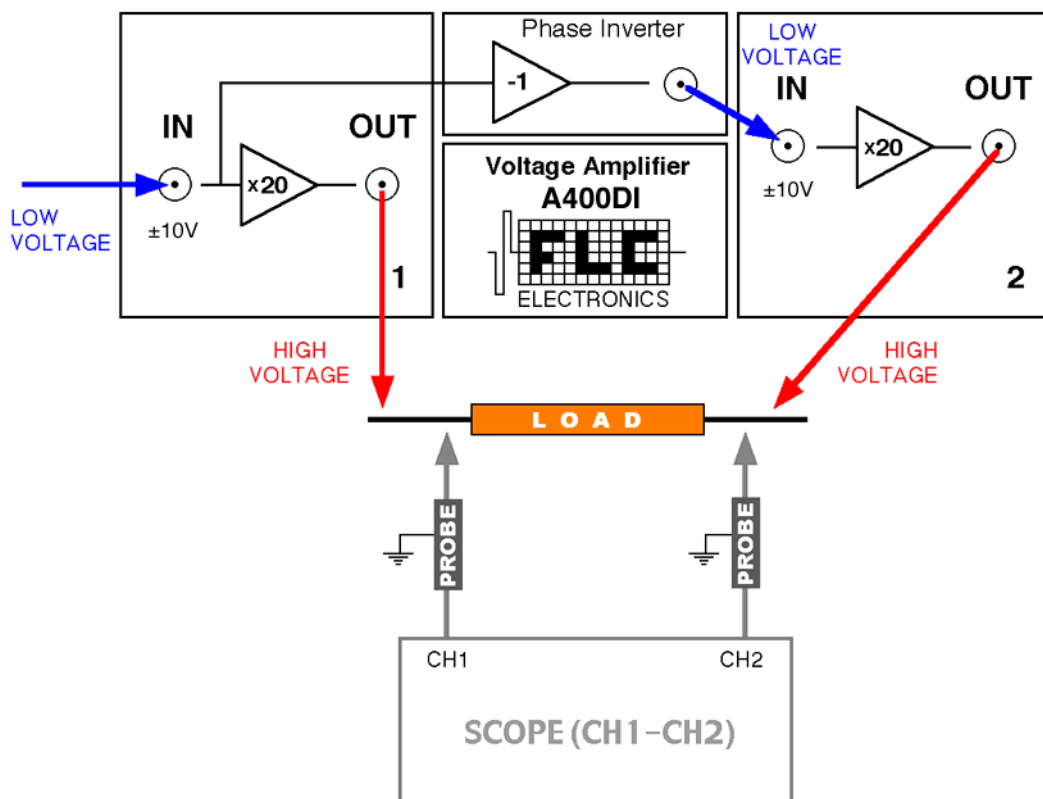 Phase Inverter
-1
LOW
VOLTAGE
IN
OUT
x20
±10V
LOW
VOLTAGE
1
Voltage Amplifier
A400DI
FLC
ELECTRONICS
IN
OUT
x20
±10V
2
HIGH
VOLTAGE
HIGH
VOLTAGE
LOAD
PROBE
PROBE
CH1
CH2
SCOPE (CH1-CH2)